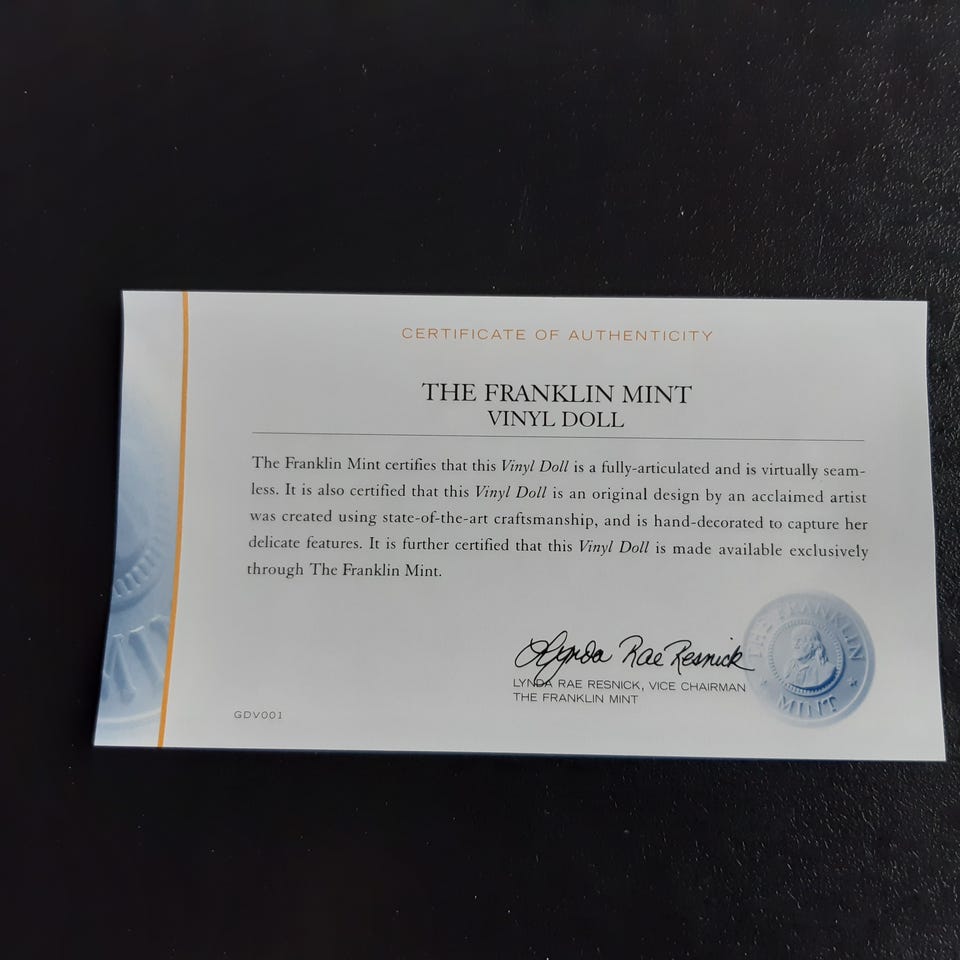 CERTIFICATE OF AUTHENTICITY
THE FRANKLIN MINT
VINYL DOLL
The Franklin Mint certifies that this Vinyl Doll is a fully-articulated and is virtually seam-
less. It is also certified that this Vinyl Doll is an original design by an acclaimed artist
was created using state-of-the-art craftsmanship, and is hand-decorated to capture her
delicate features. It is further certified that this Vinyl Doll is made available exclusively
through The Franklin Mint.
Lynda Rae Resnick
LYNDA RAE RESNICK, VICE CHAIRMAN
THE FRANKLIN MINT
THE FRANKLIN
MINT
GDV001